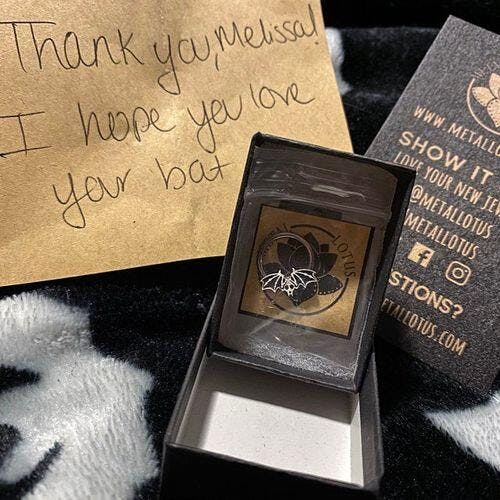 Thank you, Melissa!
I hope you love
your bat
LOTUS
WWW.METALLOTUS
SHOW IT
LOVE YOUR NEW JE
@METALLOTUS
METALLOTUS
STIONS?
ETALLOTUS.COM